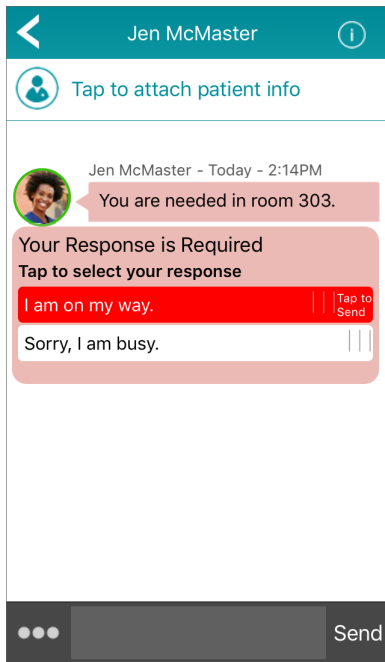 Jen McMaster
i
Tap to attach patient info
Jen McMaster - Today - 2:14PM
You are needed in room 303.
Your Response is Required
Tap to select your response
I am on my way.
Tap to
Send
Sorry, I am busy.
Send